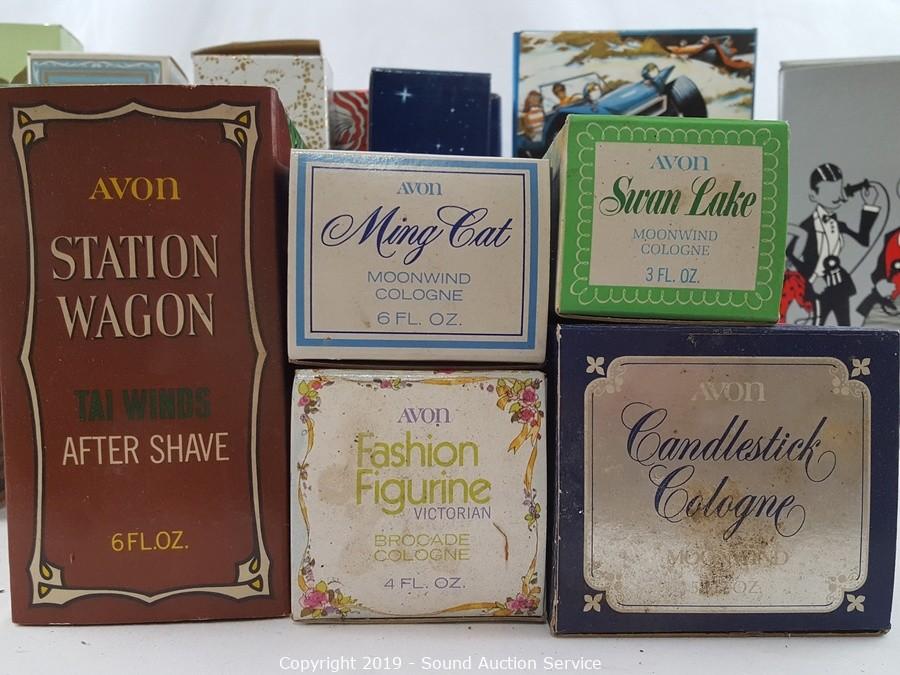 AVON
STATION
WAGON
TAI WINDS
AFTER SHAVE
6 FL.OZ.
AVON
Ming Cat
MOONWIND
COLOGNE
6 FL. OZ.
AVON
Swan Lake
MOONWIND
COLOGNE
3 FL. OZ.
AVON
Fashion
Figurine
VICTORIAN
BROCADE
COLOGNE
4 FL. OZ.
AVON
Candlestick
Cologne
MOONWIND
Copyright 2019 - Sound Auction Service